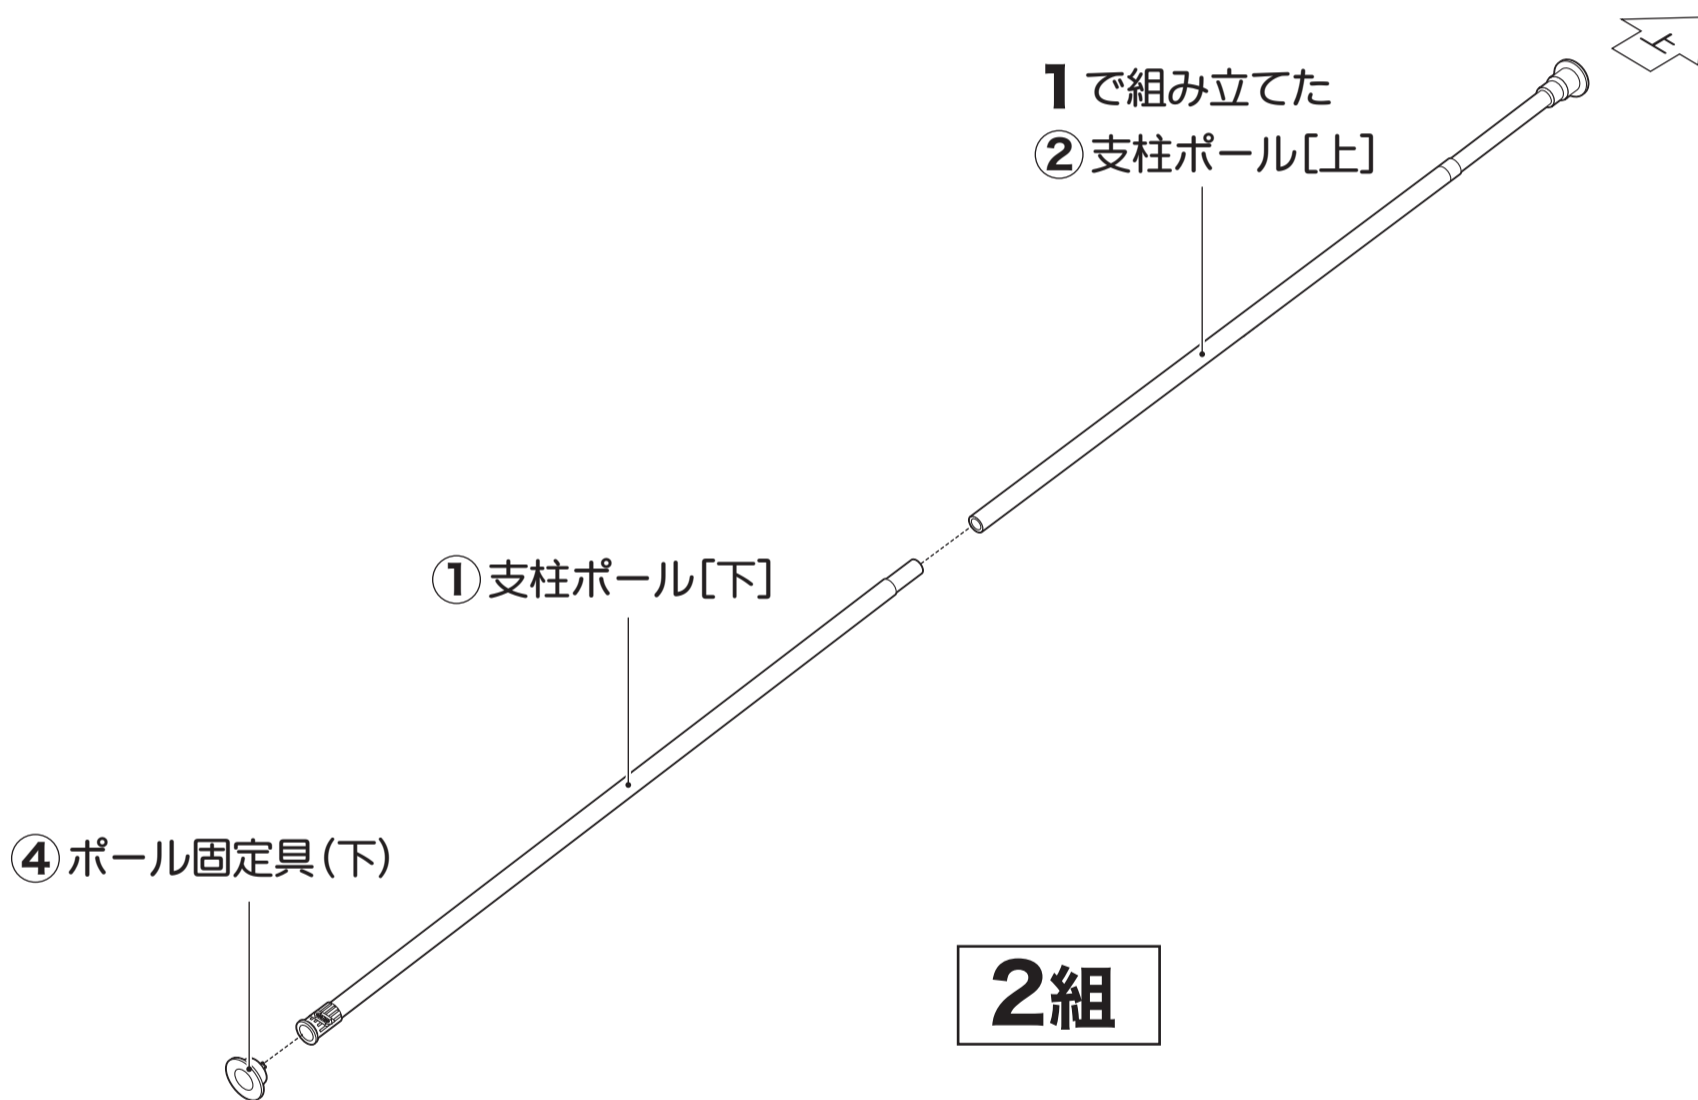 上
1で組み立てた
②支柱ポール[上]
①支柱ポール[下]
④ポール固定具(下)
2組